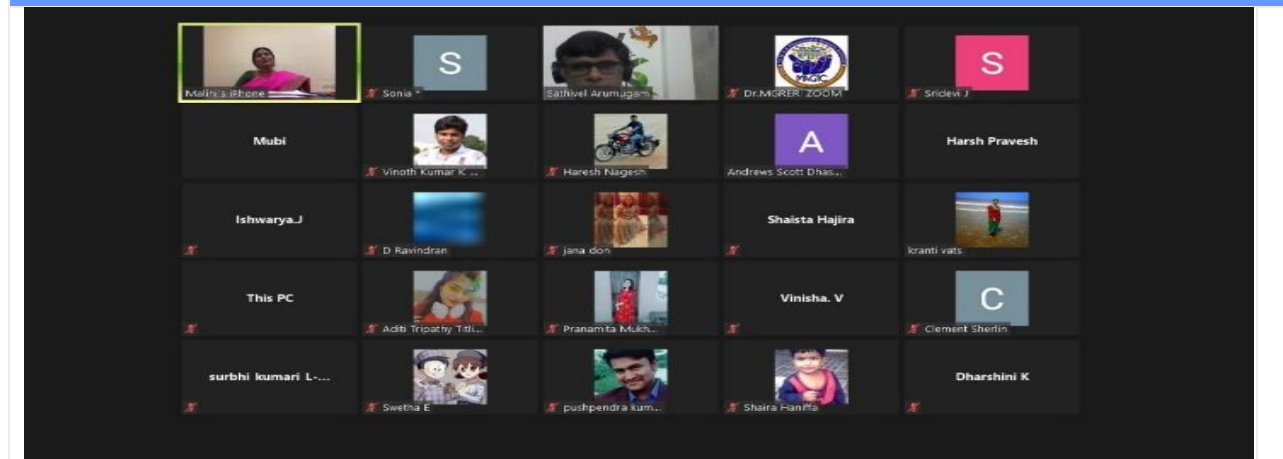 Malini's iPhone
S
Sonia *
Sathivel Arumugam
MAGIC
Dr.MGRERI ZOOM
S
Sridevi J
Mubi
Vinoth Kumar K ...
Haresh Nagesh
A
Andrews Scott Dhas...
Harsh Pravesh
Ishwarya.J
D Ravindran
jana don
Shaista Hajira
kranti vats
This PC
Aditi Tripathy Titli...
Pranamita Mukh...
Vinisha. V
C
Clement Sherlin
surbhi kumari L-...
Swetha E
pushpendra kum...
Shaira Haniffa
Dharshini K